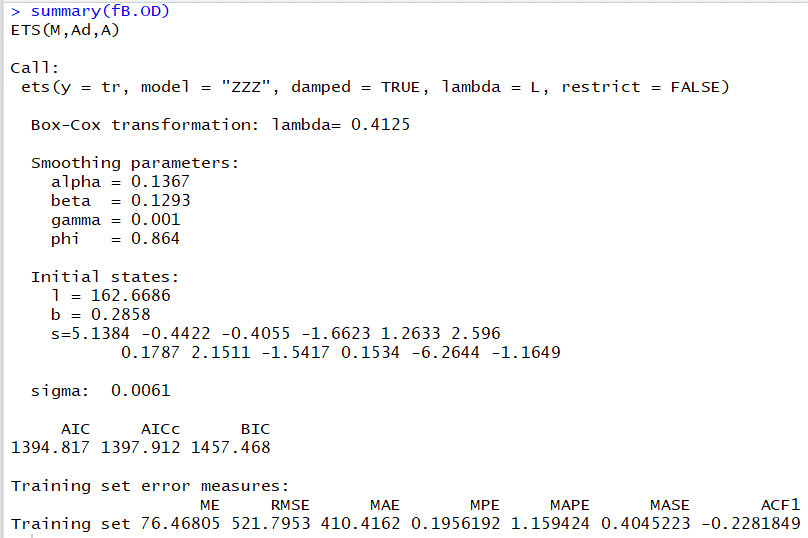 > summary(fB.OD)
ETS(M,Ad,A)
Call:
ets(y = tr, model = "ZZZ", damped = TRUE, lambda = L, restrict = FALSE)
Box-Cox transformation: lambda= 0.4125
Smoothing parameters:
alpha = 0.1367
beta  = 0.1293
gamma = 0.001
phi   = 0.864
Initial states:
l = 162.6686
b = 0.2858
s=5.1384 -0.4422 -0.4055 -1.6623 1.2633 2.596
0.1787 2.1511 -1.5417 0.1534 -6.2644 -1.1649
sigma:  0.0061
AIC     AICc      BIC
1394.817 1397.912 1457.468
Training set error measures:
ME     RMSE      MAE       MPE     MAPE      MASE       ACF1
Training set 76.46805 521.7953 410.4162 0.1956192 1.159424 0.4045223 -0.2281849